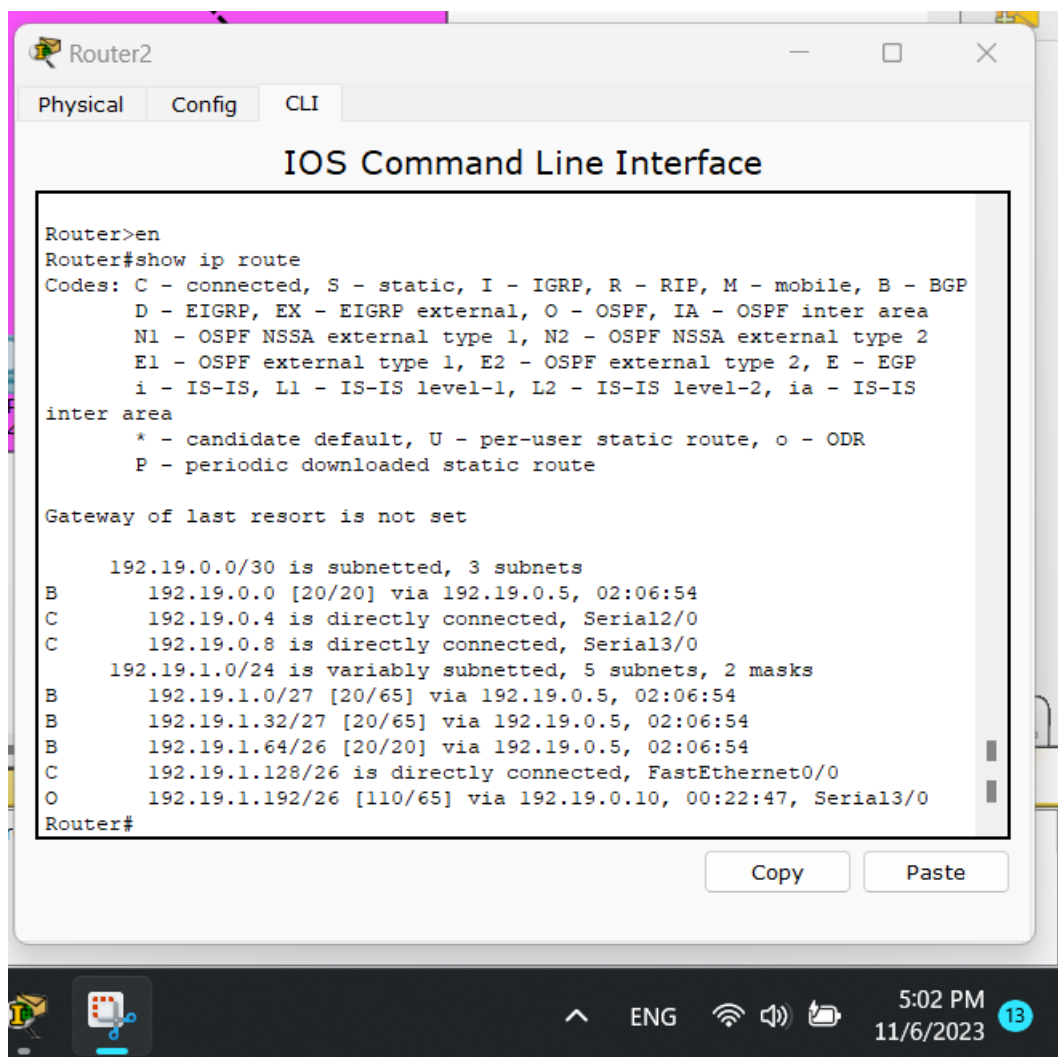 Router2
Physical Config CLI
IOS Command Line Interface
Router>en
Router#show ip route
Codes: C - connected, S - static, I - IGRP, R - RIP, M - mobile, B - BGP
D - EIGRP, EX - EIGRP external, O - OSPF, IA - OSPF inter area
N1 - OSPF NSSA external type 1, N2 - OSPF NSSA external type 2
E1 - OSPF external type 1, E2 - OSPF external type 2, E - EGP
i - IS-IS, L1 - IS-IS level-1, L2 - IS-IS level-2, ia - IS-IS
inter area
* - candidate default, U - per-user static route, o - ODR
P - periodic downloaded static route
Gateway of last resort is not set
192.19.0.0/30 is subnetted, 3 subnets
B 192.19.0.0 [20/20] via 192.19.0.5, 02:06:54
C 192.19.0.4 is directly connected, Serial2/0
C 192.19.0.8 is directly connected, Serial3/0
192.19.1.0/24 is variably subnetted, 5 subnets, 2 masks
B 192.19.1.0/27 [20/65] via 192.19.0.5, 02:06:54
B 192.19.1.32/27 [20/65] via 192.19.0.5, 02:06:54
B 192.19.1.64/26 [20/20] via 192.19.0.5, 02:06:54
C 192.19.1.128/26 is directly connected, FastEthernet0/0
O 192.19.1.192/26 [110/65] via 192.19.0.10, 00:22:47, Serial3/0
Router#
Copy Paste
ENG 5:02 PM 13
11/6/2023